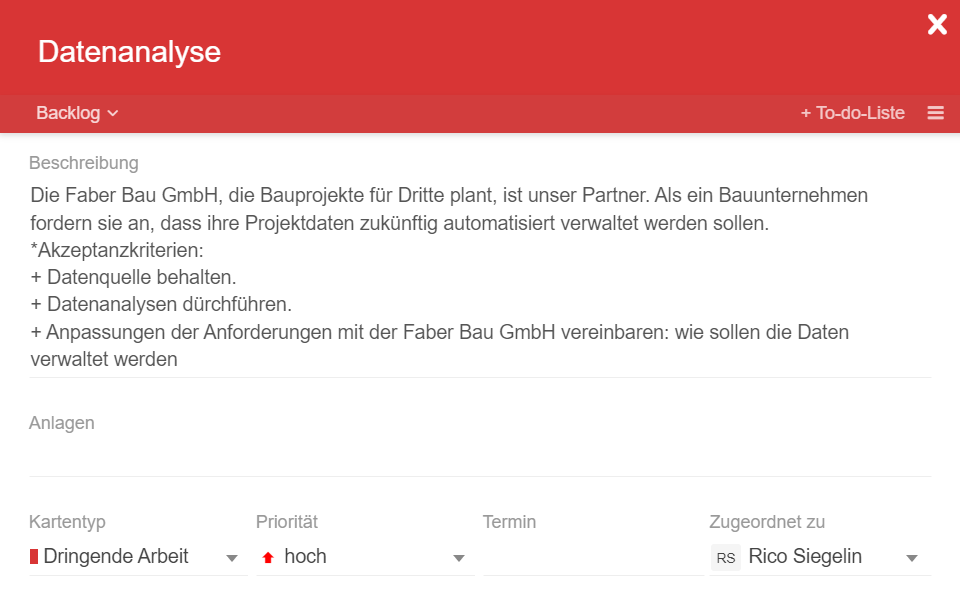 Datenanalyse
Backlog
+ To-do-Liste
Beschreibung
Die Faber Bau GmbH, die Bauprojekte für Dritte plant, ist unser Partner. Als ein Bauunternehmen
fordern sie an, dass ihre Projektdaten zukünftig automatisiert verwaltet werden sollen.
*Akzeptanzkriterien:
+ Datenquelle behalten.
+ Datenanalysen dürchführen.
+ Anpassungen der Anforderungen mit der Faber Bau GmbH vereinbaren: wie sollen die Daten
verwaltet werden
Anlagen
Kartentyp Priorität Termin Zugeordnet zu
Dringende Arbeit hoch RS Rico Siegelin